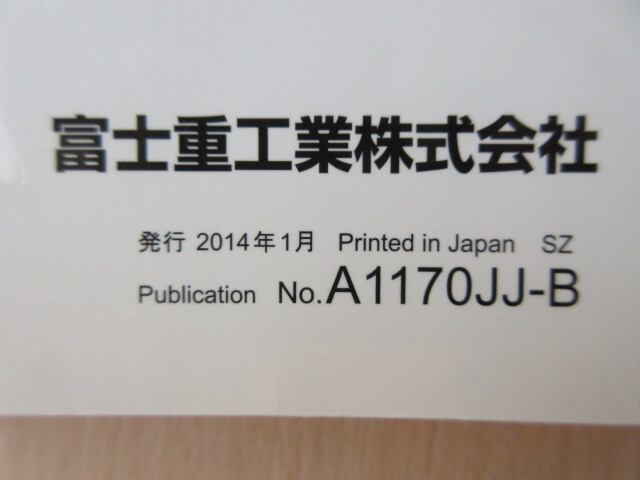 富士重工業株式会社
発行 2014年1月 Printed in Japan SZ
Publication No.A1170JJ-B